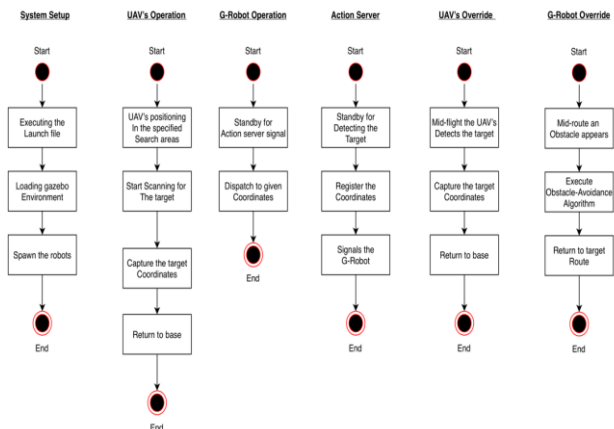 System Setup
Start
Executing the
Launch file
Loading gazebo
Environment
Spawn the robots
End
UAV's Operation
Start
UAV's positioning
In the specified
Search areas
Start Scanning for
The target
Capture the target
Coordinates
Return to base
End
G-Robot Operation
Start
Standby for
Action server signal
Dispatch to given
Coordinates
End
Action Server
Start
Standby for
Detecting the
Target
Register the
Coordinates
Signals the
G-Robot
End
UAV's Override
Start
Mid-flight the UAV's
Detects the target
Capture the target
Coordinates
Return to base
End
G-Robot Override
Start
Mid-route an
Obstacle appears
Execute
Obstacle-Avoidance
Algorithm
Return to target
Route
End